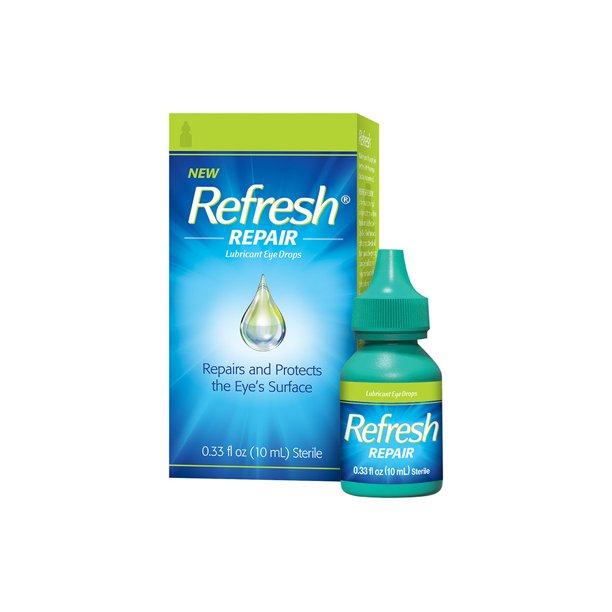 NEW
Refresh®
REPAIR
Lubricant Eye Drops
Repairs and Protects
the Eye's Surface
0.33 fl oz (10 mL) Sterile
Refresh
Lubricant Eye Drops
Refresh
REPAIR
0.33 fl oz (10 mL) Sterile